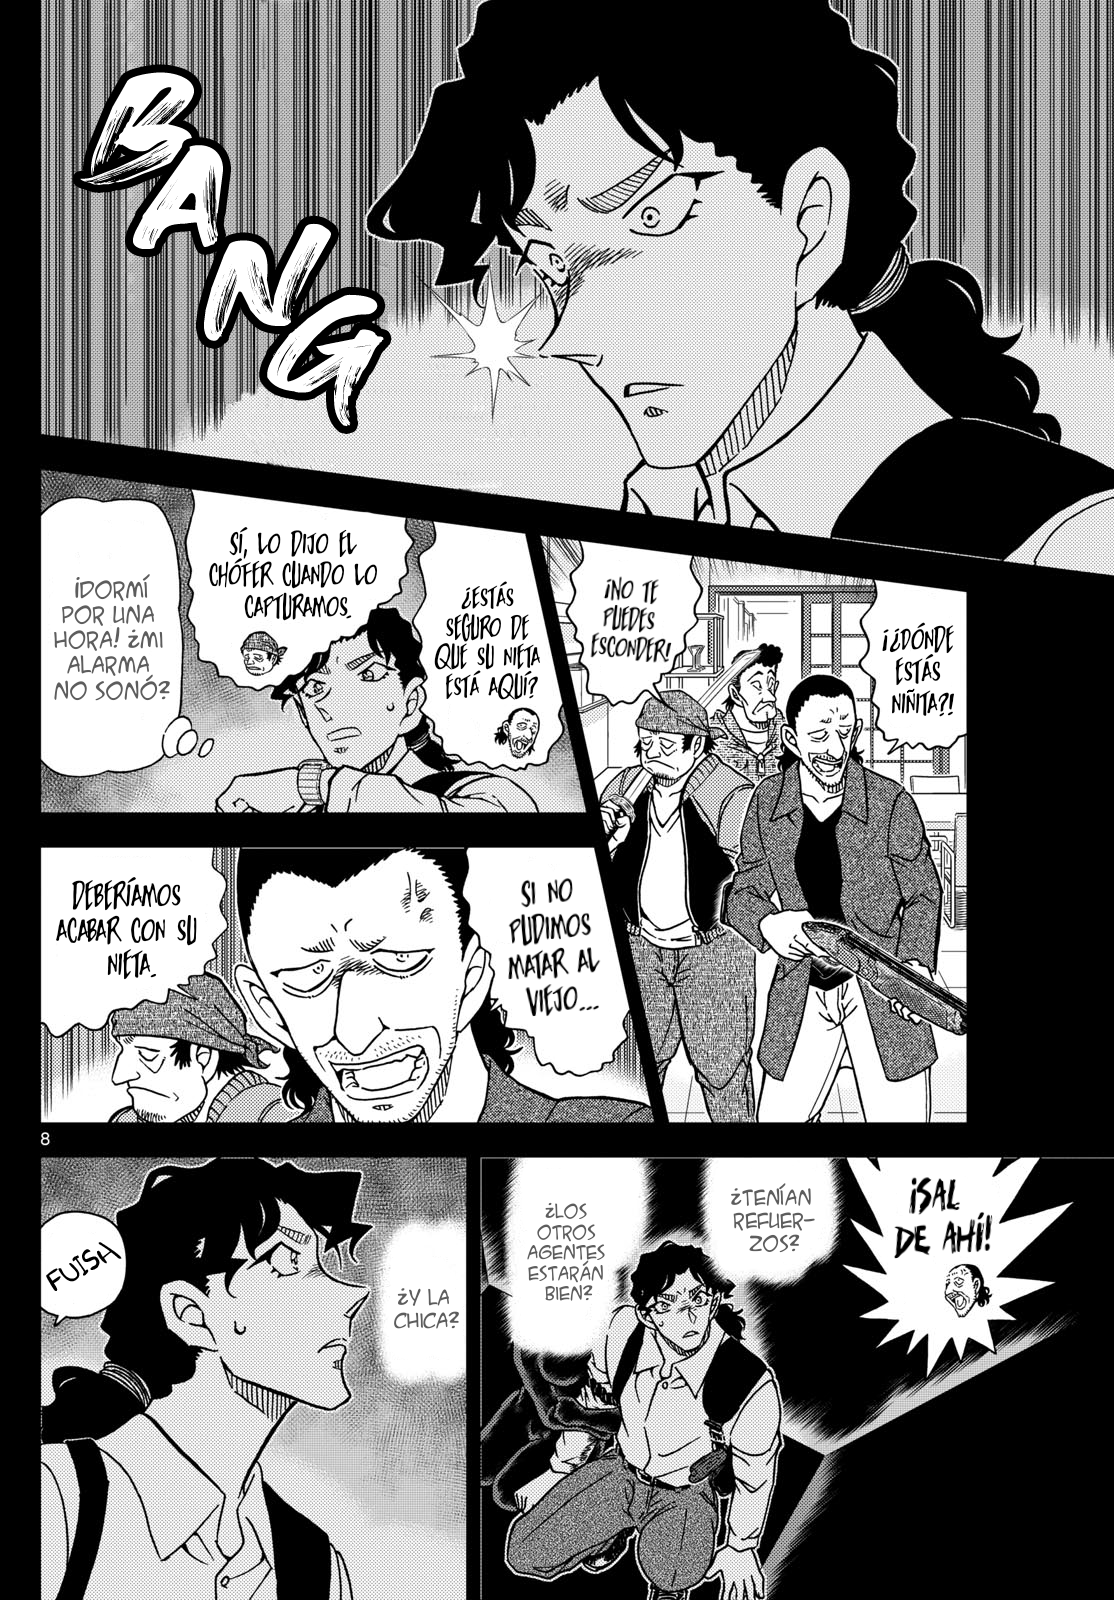 BANG
¡¿DÓNDE
ESTÁS
NIÑITA?!
¡NO TE
PUEDES
ESCONDER!
¿ESTÁS
SEGURO DE
QUE SU NIETA
ESTÁ AQUÍ?
SÍ, LO DIJO EL
CHÓFER CUANDO LO
CAPTURAMOS.
¡DORMÍ
POR UNA
HORA! ¿MI
ALARMA
NO SONÓ?
SI NO
PUDIMOS
MATAR AL
VIEJO...
DEBERÍAMOS
ACABAR CON SU
NIETA.
8
¡SAL
DE AHÍ!
¿TENÍAN
REFUER-
ZOS?
¿LOS
OTROS
AGENTES
ESTARÁN
BIEN?
¿Y LA
CHICA?
FUISH